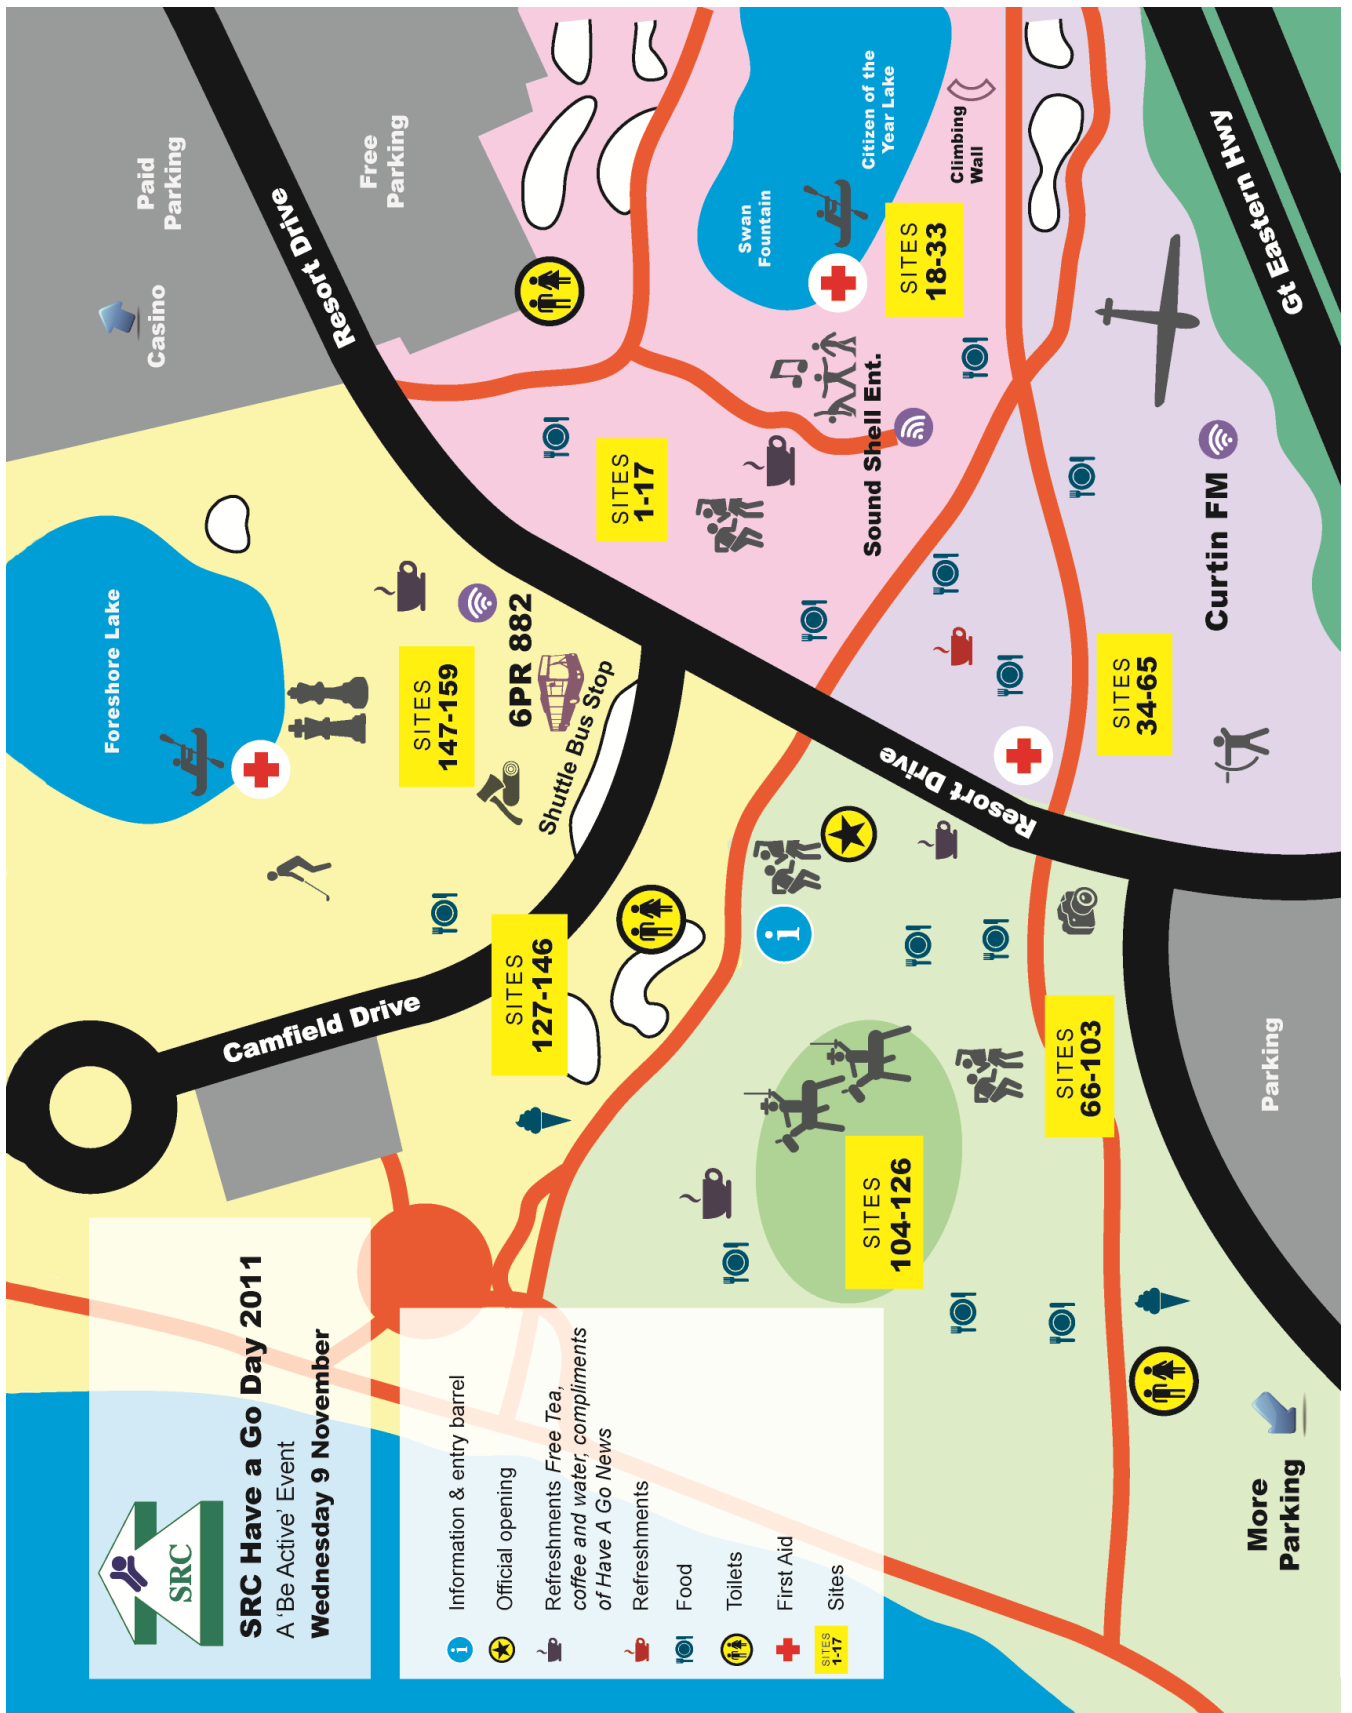 SRC
SRC Have a Go Day 2011
A 'Be Active' Event
Wednesday 9 November
Information & entry barrel
Official opening
Refreshments Free Tea,
coffee and water, compliments
of Have A Go News
Refreshments
Food
Toilets
First Aid
SITES
1-17
Sites
Camfield Drive
Foreshore Lake
Casino
Paid
Parking
Resort Drive
Free
Parking
SITES
147-159
6PR 882
Shuttle Bus Stop
SITES
127-146
SITES
1-17
Swan
Fountain
Citizen of the
Year Lake
Climbing
Wall
SITES
18-33
Sound Shell Ent.
Resort Drive
SITES
34-65
Curtin FM
Gt Eastern Hwy
SITES
104-126
SITES
66-103
Parking
More
Parking